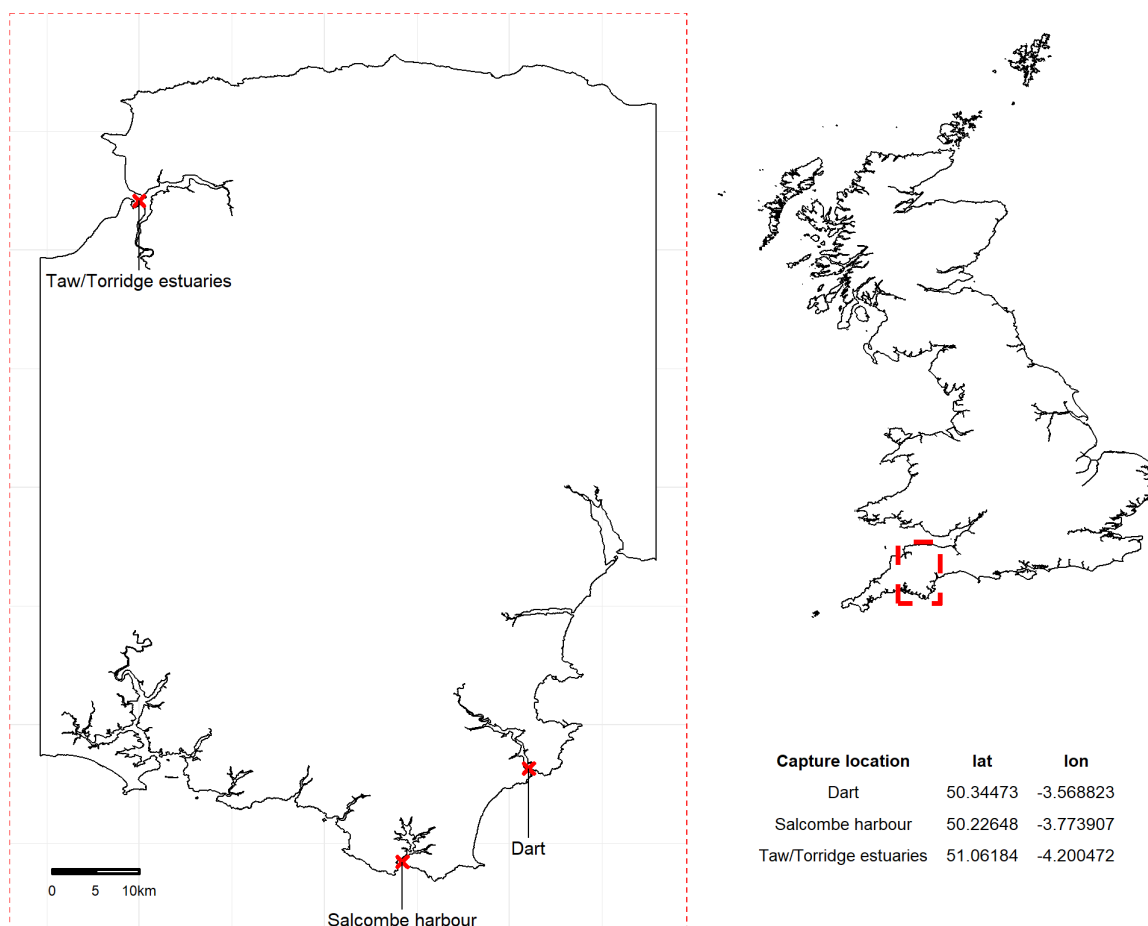 Taw/Torridge estuaries
Dart
Salcombe harbour
0 5 10km
Capture location lat lon
Dart 50.34473 -3.568823
Salcombe harbour 50.22648 -3.773907
Taw/Torridge estuaries 51.06184 -4.200472